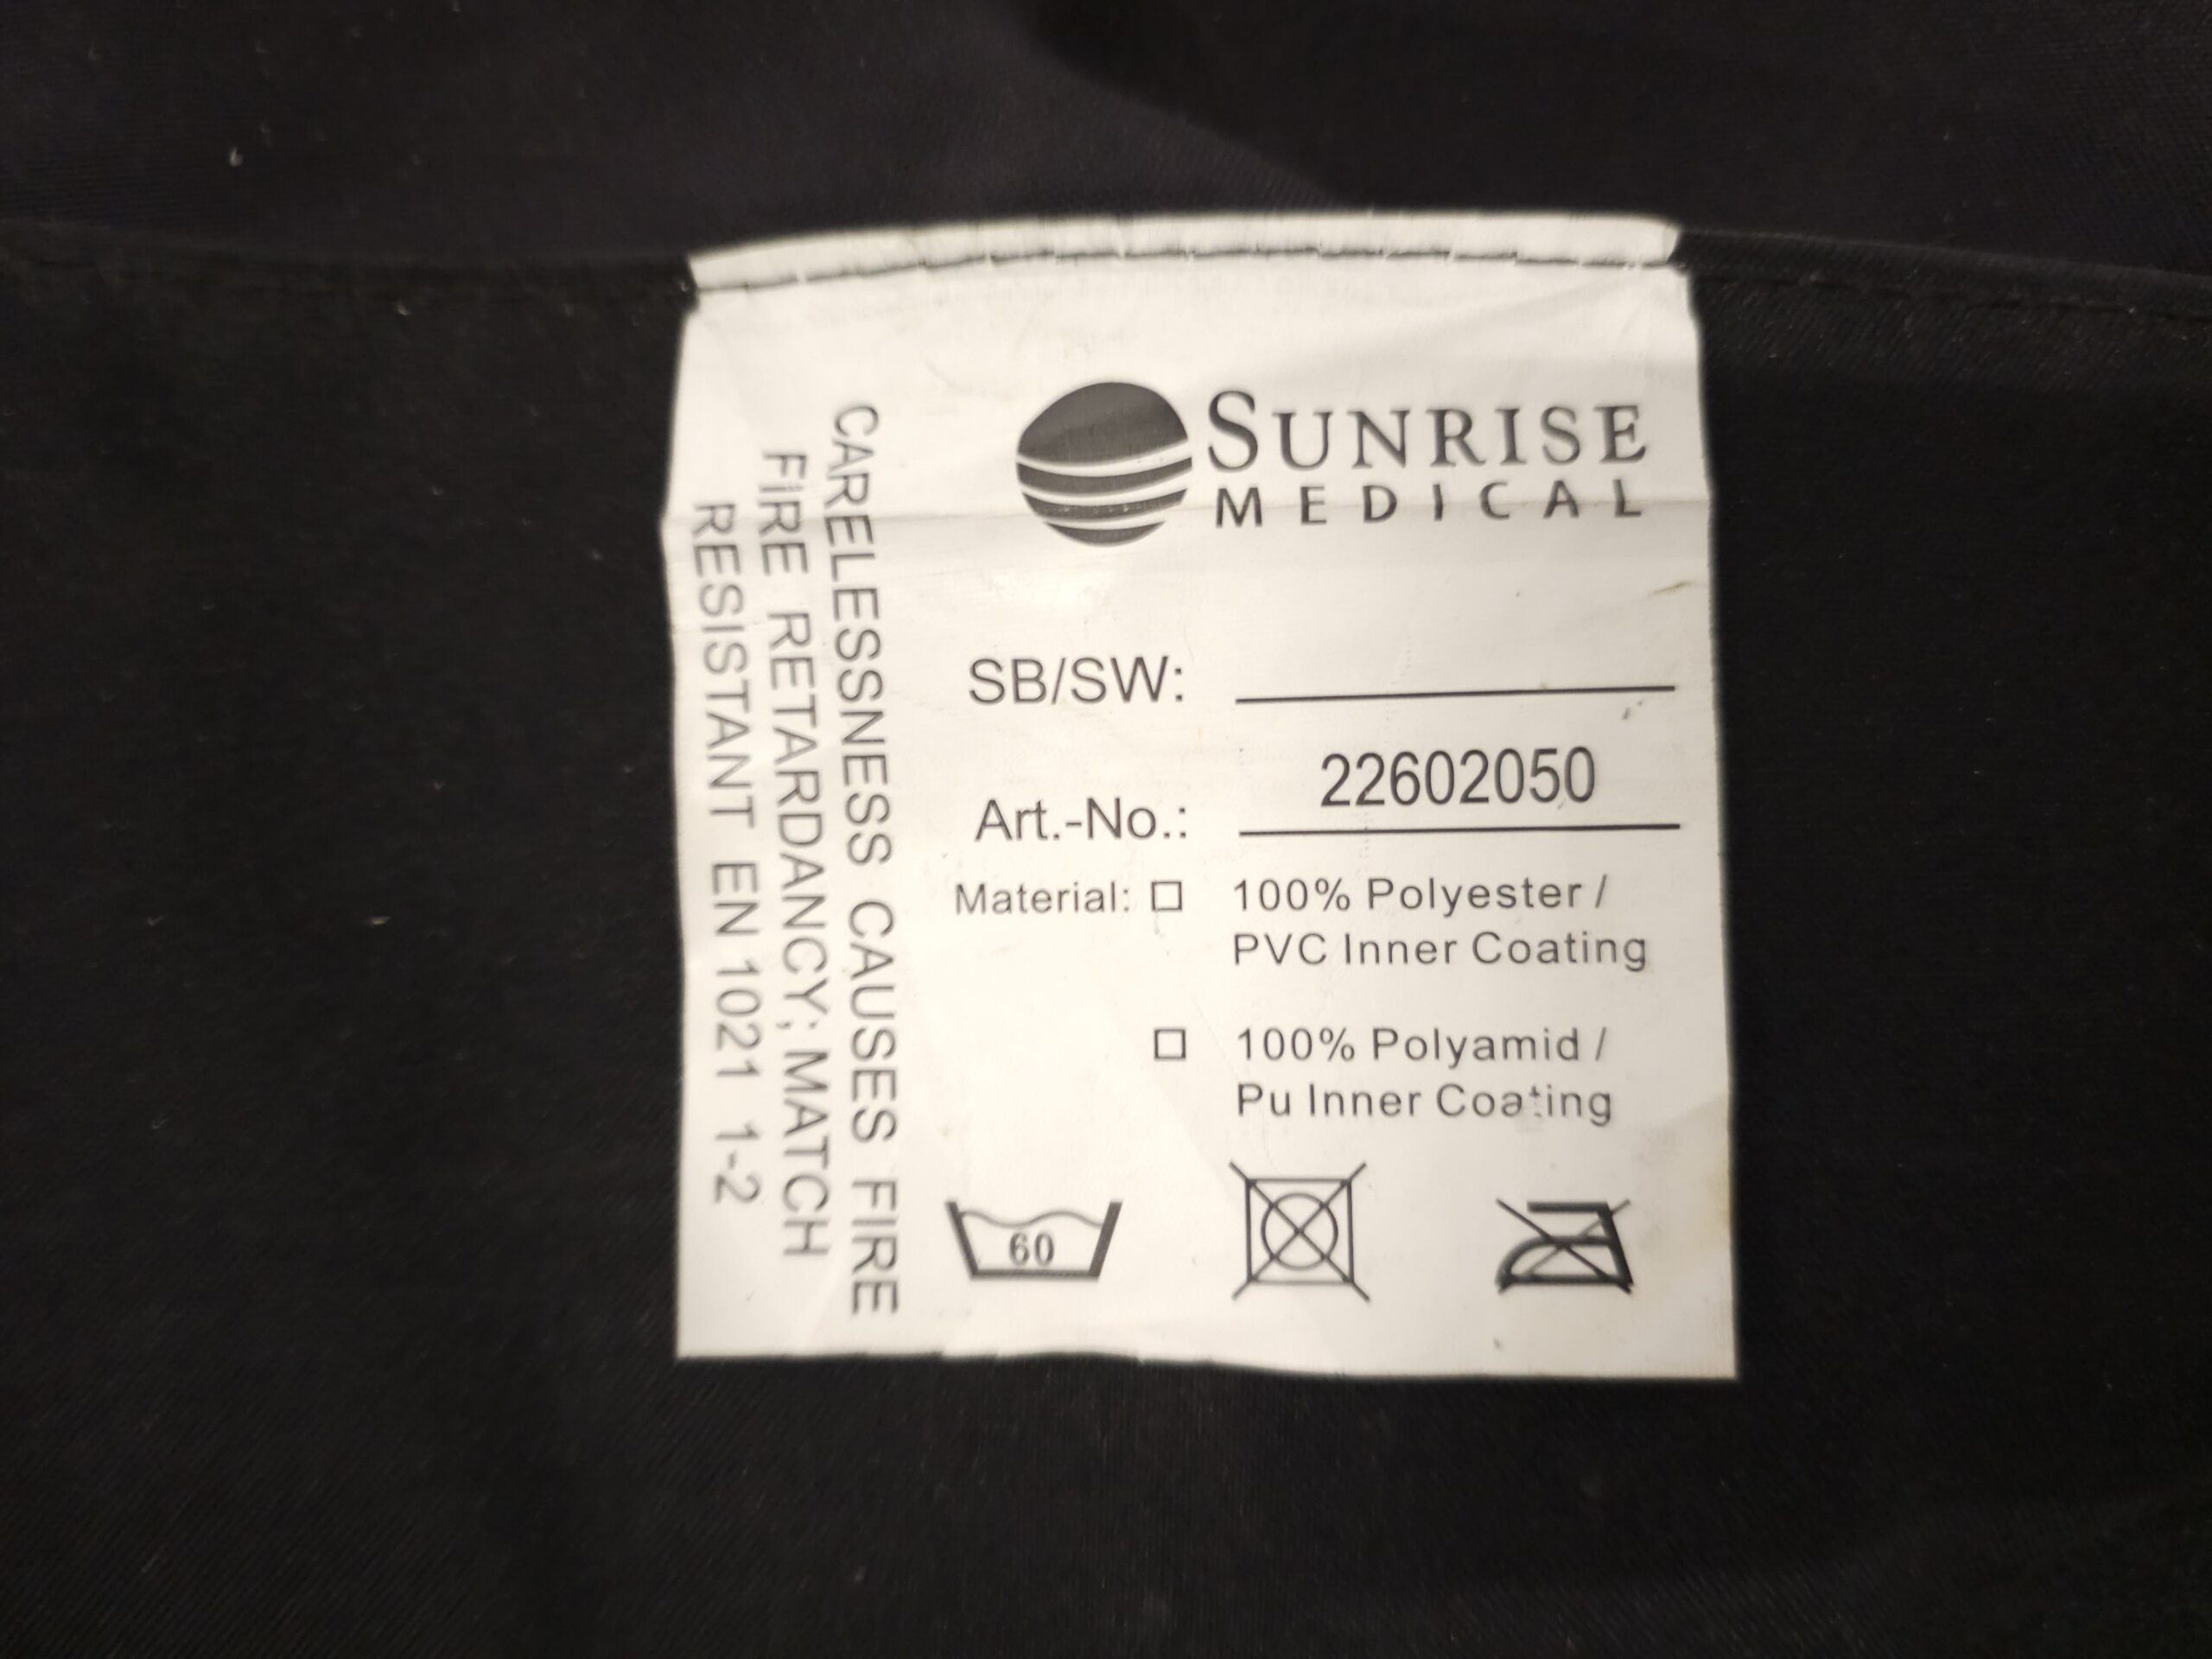 SUNRISE
MEDICAL
SB/SW:
22602050
Art.-No.:
Material: □ 100% Polyester /
PVC Inner Coating
□ 100% Polyamid /
Pu Inner Coating
60
CARELESSNESS CAUSES FIRE
FIRE RETARDANCY; MATCH
RESISTANT EN 1021 1-2